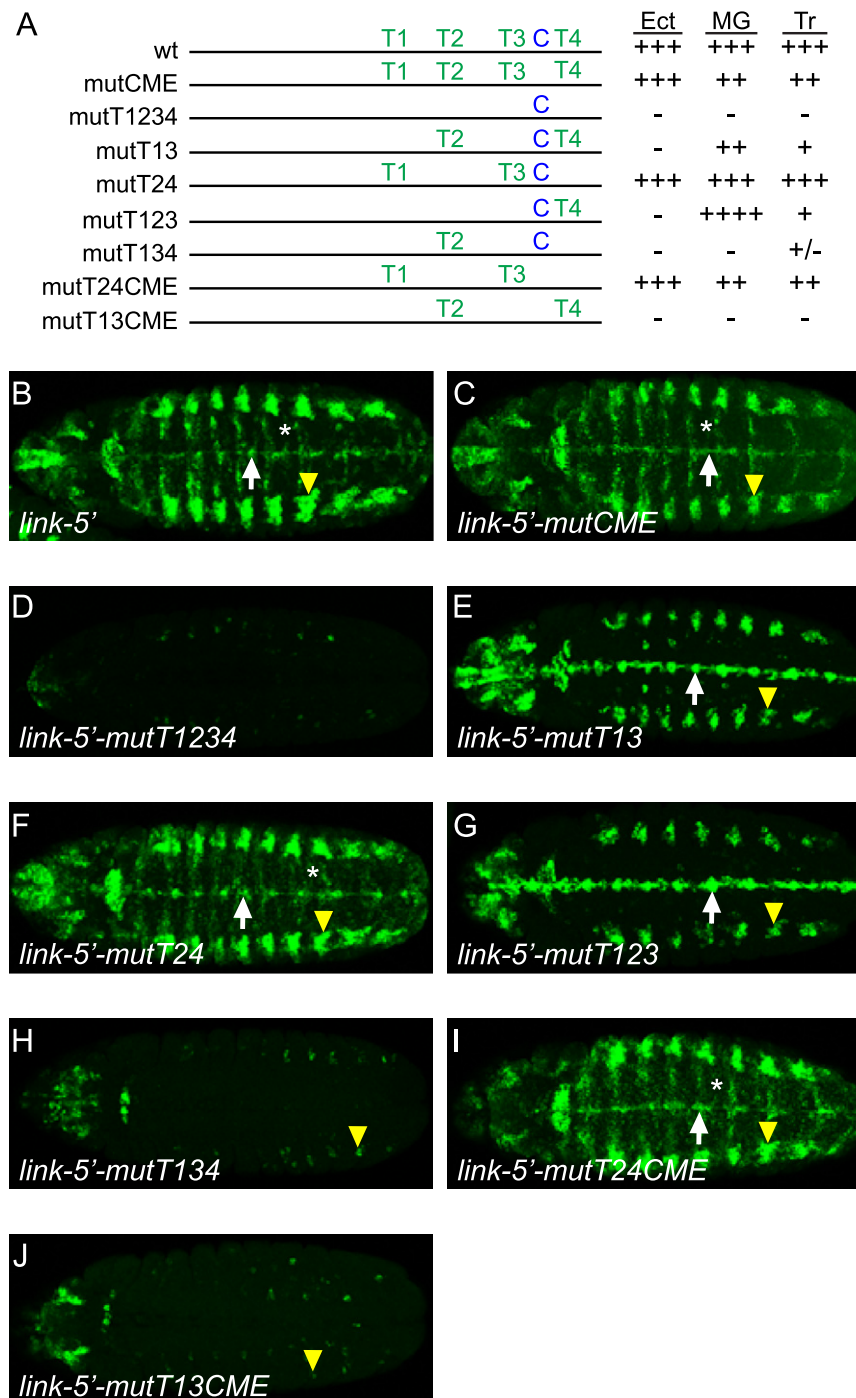 A
Ect MG Tr
T1 T2 T3 C T4
wt +++ +++ +++
T1 T2 T3 T4
mutCME +++ ++ ++
C
mutT1234 - - -
T2 C T4
mutT13 - ++ +
T1 T3 C
mutT24 +++ +++ +++
C T4
mutT123 - ++++ +
T2 C
mutT134 - - +/-
T1 T3
mutT24CME +++ ++ ++
T2 T4
mutT13CME - - -
B
*
link-5'
C
*
link-5'-mutCME
D
link-5'-mutT1234
E
link-5'-mutT13
F
*
link-5'-mutT24
G
link-5'-mutT123
H
link-5'-mutT134
I
*
link-5'-mutT24CME
J
link-5'-mutT13CME